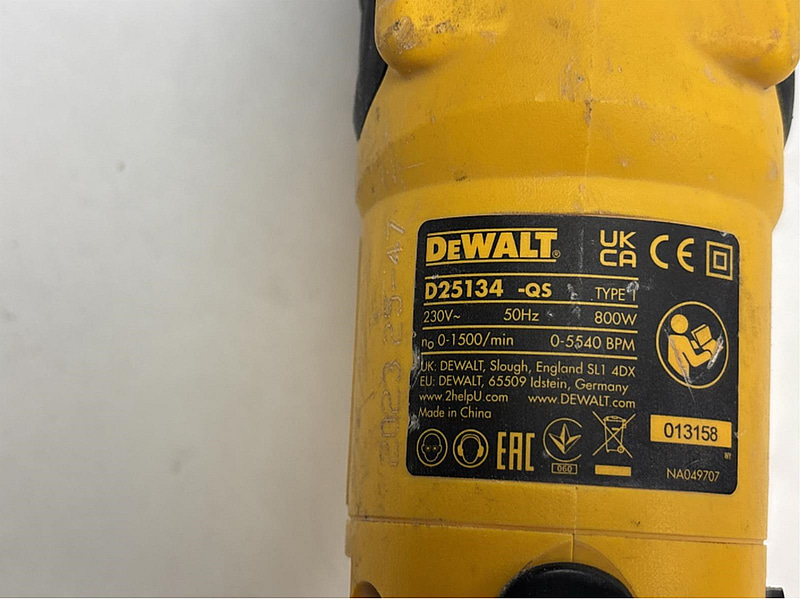 DEWALT®
UK CA CE
D25134 -QS TYPE 1
230V~ 50Hz 800W
n₀ 0-1500/min 0-5540 BPM
UK: DEWALT, Slough, England SL1 4DX
EU: DEWALT, 65509 Idstein, Germany
www.2helpU.com www.DEWALT.com
Made in China
EAC
060
013158
NA049707
2023 25-47